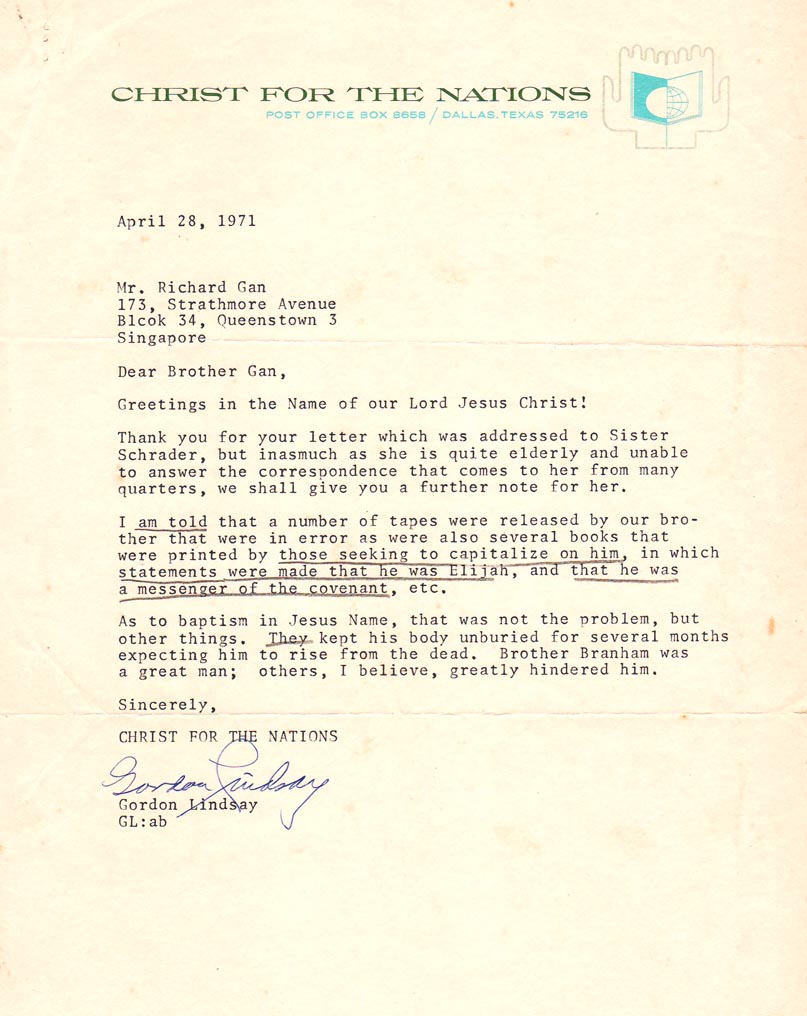 CHRIST FOR THE NATIONS
POST OFFICE BOX 8658 / DALLAS, TEXAS 75216
April 28, 1971
Mr. Richard Gan
173, Strathmore Avenue
Blcok 34, Queenstown 3
Singapore
Dear Brother Gan,
Greetings in the Name of our Lord Jesus Christ!
Thank you for your letter which was addressed to Sister
Schrader, but inasmuch as she is quite elderly and unable
to answer the correspondence that comes to her from many
quarters, we shall give you a further note for her.
I am told that a number of tapes were released by our bro-
ther that were in error as were also several books that
were printed by those seeking to capitalize on him, in which
statements were made that he was Elijah, and that he was
a messenger of the covenant, etc.
As to baptism in Jesus Name, that was not the problem, but
other things. They kept his body unburied for several months
expecting him to rise from the dead. Brother Branham was
a great man; others, I believe, greatly hindered him.
Sincerely,
CHRIST FOR THE NATIONS
Gordon Lindsay
Gordon Lindsay
GL:ab